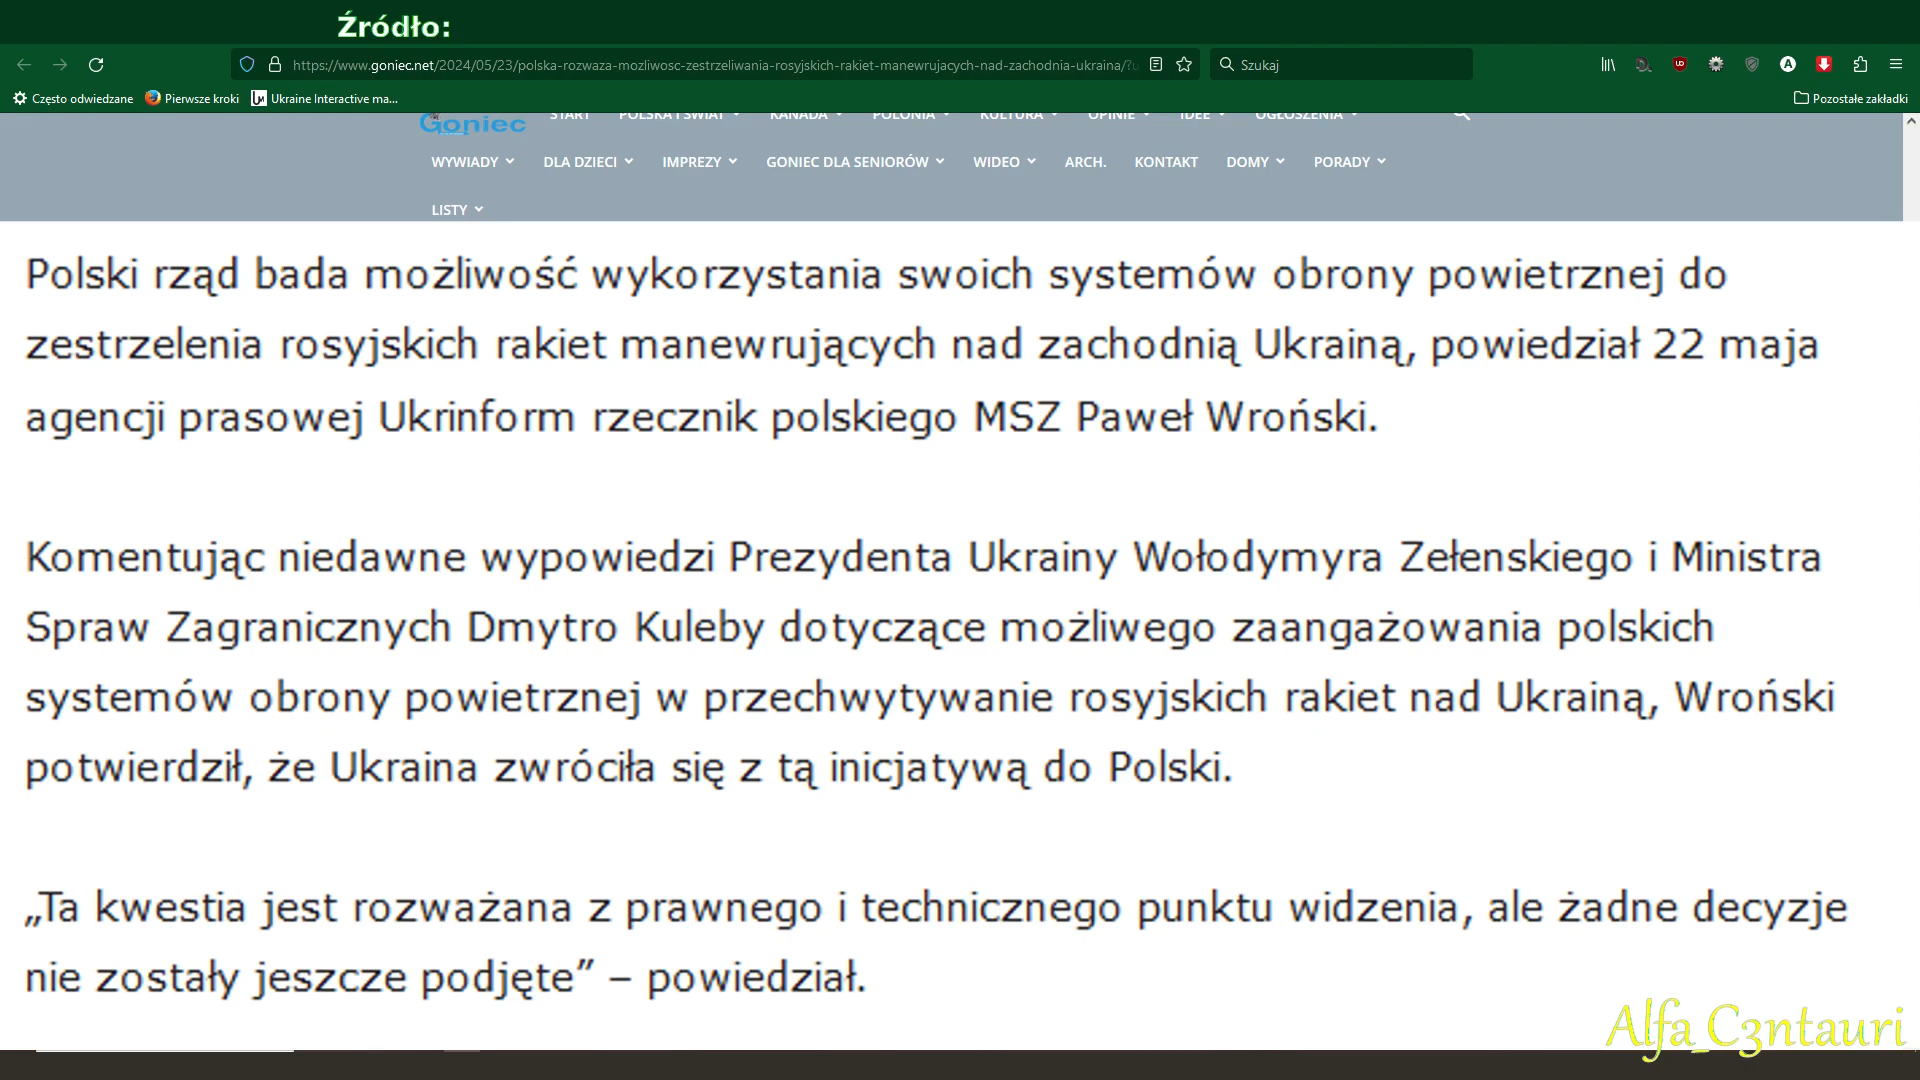 Źródło:
https://www.goniec.net/2024/05/23/polska-rozwaza-mozliwosc-zestrzeliwania-rosyjskich-rakiet-manewrujacych-nad-zachodnia-ukraina/?u
Szukaj
Często odwiedzane Pierwsze kroki Ukraine Interactive ma...
Pozostałe zakładki
Goniec START POLSKA I ŚWIAT KANADA POLONIA KULTURA OPINIE IDEE OGŁOSZENIA
WYWIADY DLA DZIECI IMPREZY GONIEC DLA SENIORÓW WIDEO ARCH. KONTAKT DOMY PORADY
LISTY
Polski rząd bada możliwość wykorzystania swoich systemów obrony powietrznej do
zestrzelenia rosyjskich rakiet manewrujących nad zachodnią Ukrainą, powiedział 22 maja
agencji prasowej Ukrinform rzecznik polskiego MSZ Paweł Wroński.
Komentując niedawne wypowiedzi Prezydenta Ukrainy Wołodymyra Zełenskiego i Ministra
Spraw Zagranicznych Dmytro Kuleby dotyczące możliwego zaangażowania polskich
systemów obrony powietrznej w przechwytywanie rosyjskich rakiet nad Ukrainą, Wroński
potwierdził, że Ukraina zwróciła się z tą inicjatywą do Polski.
„Ta kwestia jest rozważana z prawnego i technicznego punktu widzenia, ale żadne decyzje
nie zostały jeszcze podjęte” – powiedział.
Alfa_C3ntauri